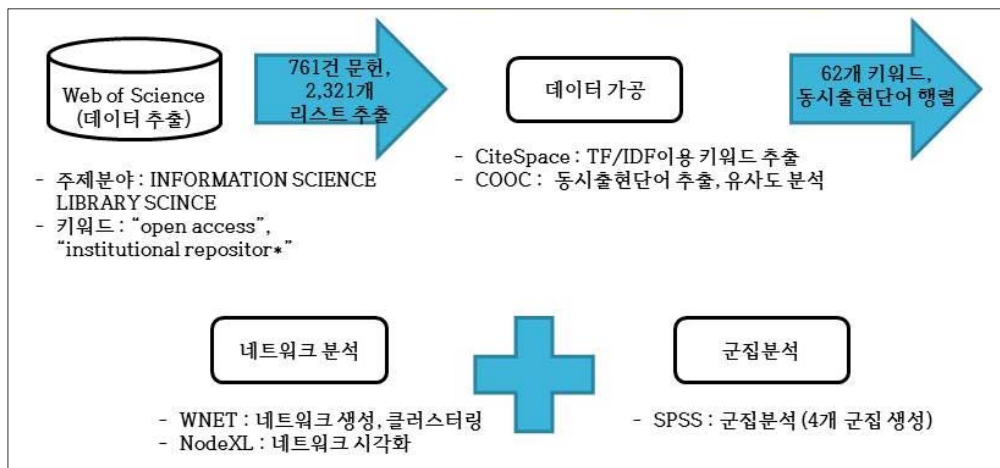 Web of Science
(데이터 추출)
761건 문헌,
2,321개
리스트 추출
데이터 가공
62개 키워드,
동시출현단어 행렬
- 주제분야 : INFORMATION SCIENCE
LIBRARY SCINCE
- 키워드 : “open access”,
“institutional repositor*”
- CiteSpace : TF/IDF이용 키워드 추출
- COOC : 동시출현단어 추출, 유사도 분석
네트워크 분석
군집분석
- WNET : 네트워크 생성, 클러스터링
- NodeXL : 네트워크 시각화
- SPSS : 군집분석 (4개 군집 생성)